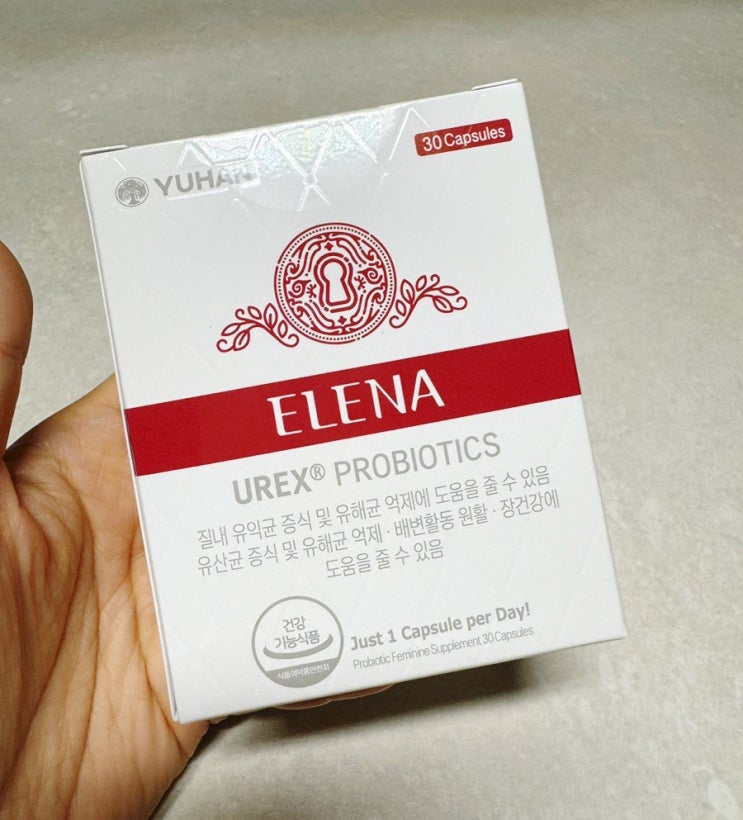 YUHAN
30 Capsules
ELENA
UREX® PROBIOTICS
질내 유익균 증식 및 유해균 억제에 도움을 줄 수 있음
유산균 증식 및 유해균 억제 · 배변활동 원활 · 장건강에
도움을 줄 수 있음
건강
기능식품
식품의약품안전처
Just 1 Capsule per Day!
Probiotic Feminine Supplement 30 Capsules